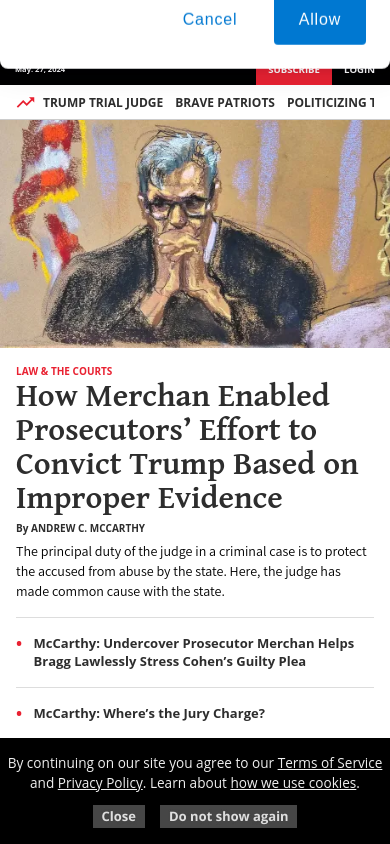 Cancel
Allow
May. 27, 2024
SUBSCRIBE
LOGIN
TRUMP TRIAL JUDGE BRAVE PATRIOTS POLITICIZING T
LAW & THE COURTS
How Merchan Enabled
Prosecutors’ Effort to
Convict Trump Based on
Improper Evidence
By ANDREW C. MCCARTHY
The principal duty of the judge in a criminal case is to protect
the accused from abuse by the state. Here, the judge has
made common cause with the state.
• McCarthy: Undercover Prosecutor Merchan Helps
Bragg Lawlessly Stress Cohen’s Guilty Plea
• McCarthy: Where’s the Jury Charge?
By continuing on our site you agree to our Terms of Service
and Privacy Policy. Learn about how we use cookies.
Close
Do not show again